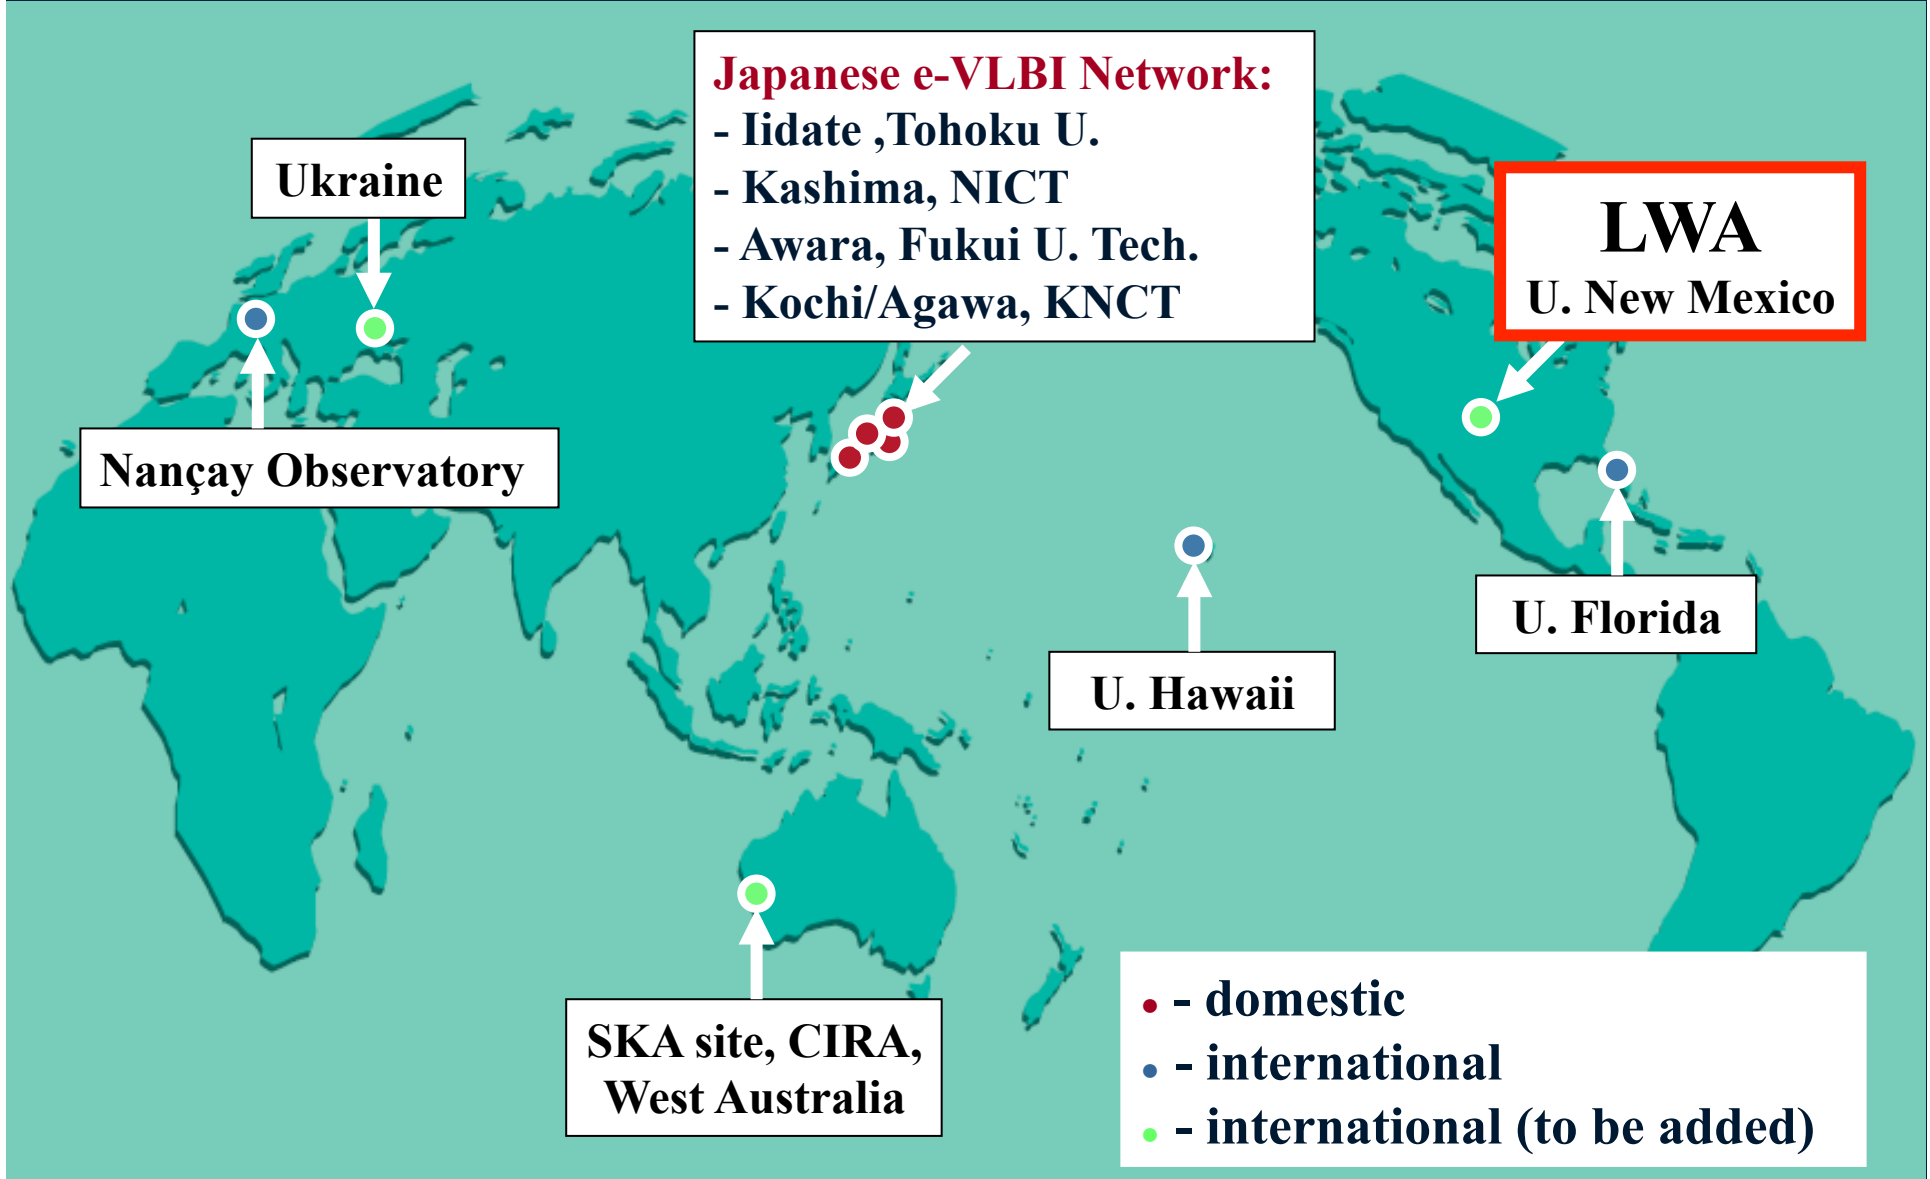 Japanese e-VLBI Network:
- Iidate ,Tohoku U.
- Kashima, NICT
- Awara, Fukui U. Tech.
- Kochi/Agawa, KNCT
Ukraine
LWA
U. New Mexico
Nançay Observatory
U. Florida
U. Hawaii
SKA site, CIRA,
West Australia
- domestic
- international
- international (to be added)